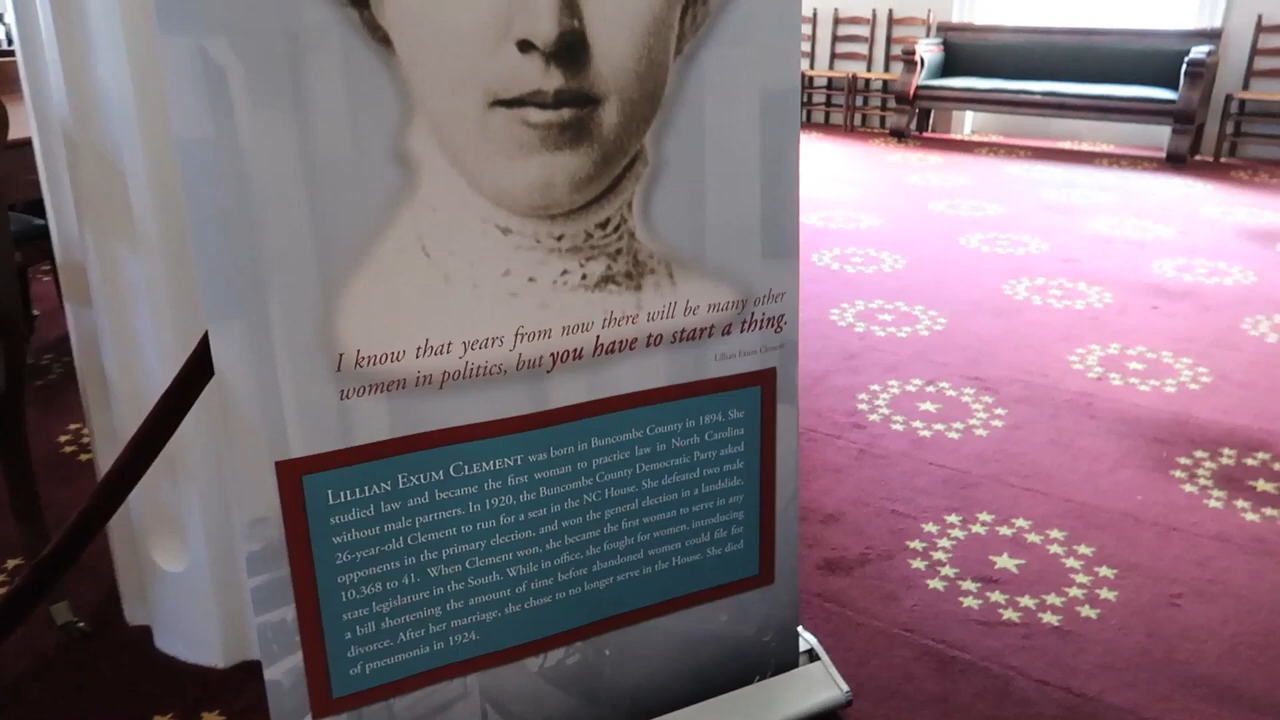 I know that years from now there will be many other
women in politics, but you have to start a thing.
Lillian Exum Clement
LILLIAN EXUM CLEMENT was born in Buncombe County in 1894. She
studied law and became the first woman to practice law in North Carolina
without male partners. In 1920, the Buncombe County Democratic Party asked
26-year-old Clement to run for a seat in the NC House. She defeated two male
opponents in the primary election, and won the general election in a landslide,
10,368 to 41. When Clement won, she became the first woman to serve in any
state legislature in the South. While in office, she fought for women, introducing
a bill shortening the amount of time before abandoned women could file for
divorce. After her marriage, she chose to no longer serve in the House. She died
of pneumonia in 1924.